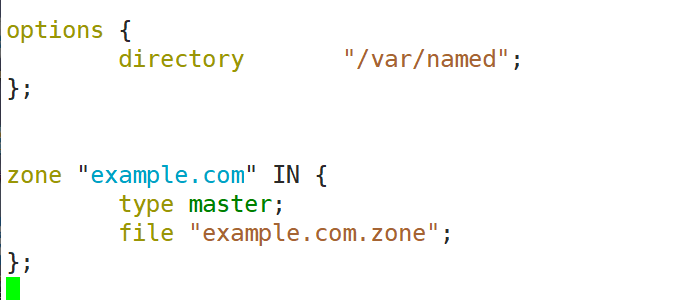 options {
directory "/var/named";
};
zone "example.com" IN {
type master;
file "example.com.zone";
};